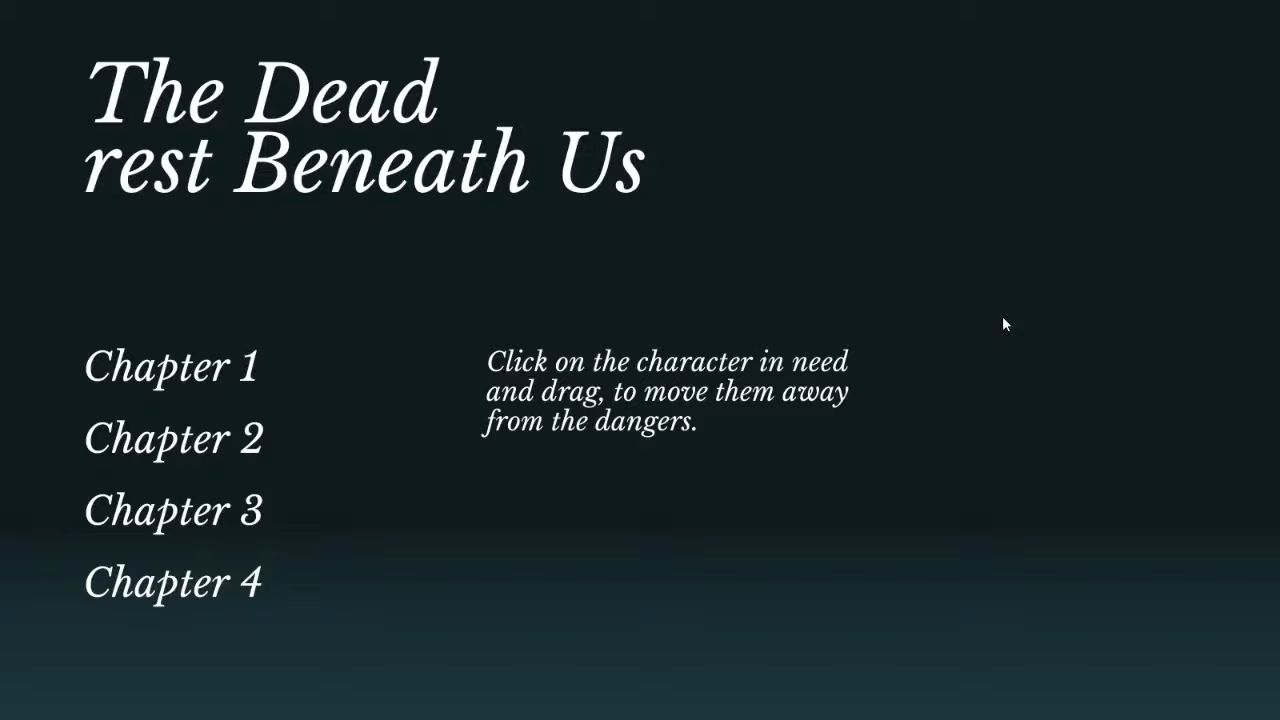 The Dead
rest Beneath Us
Chapter 1
Chapter 2
Chapter 3
Chapter 4
Click on the character in need
and drag, to move them away
from the dangers.